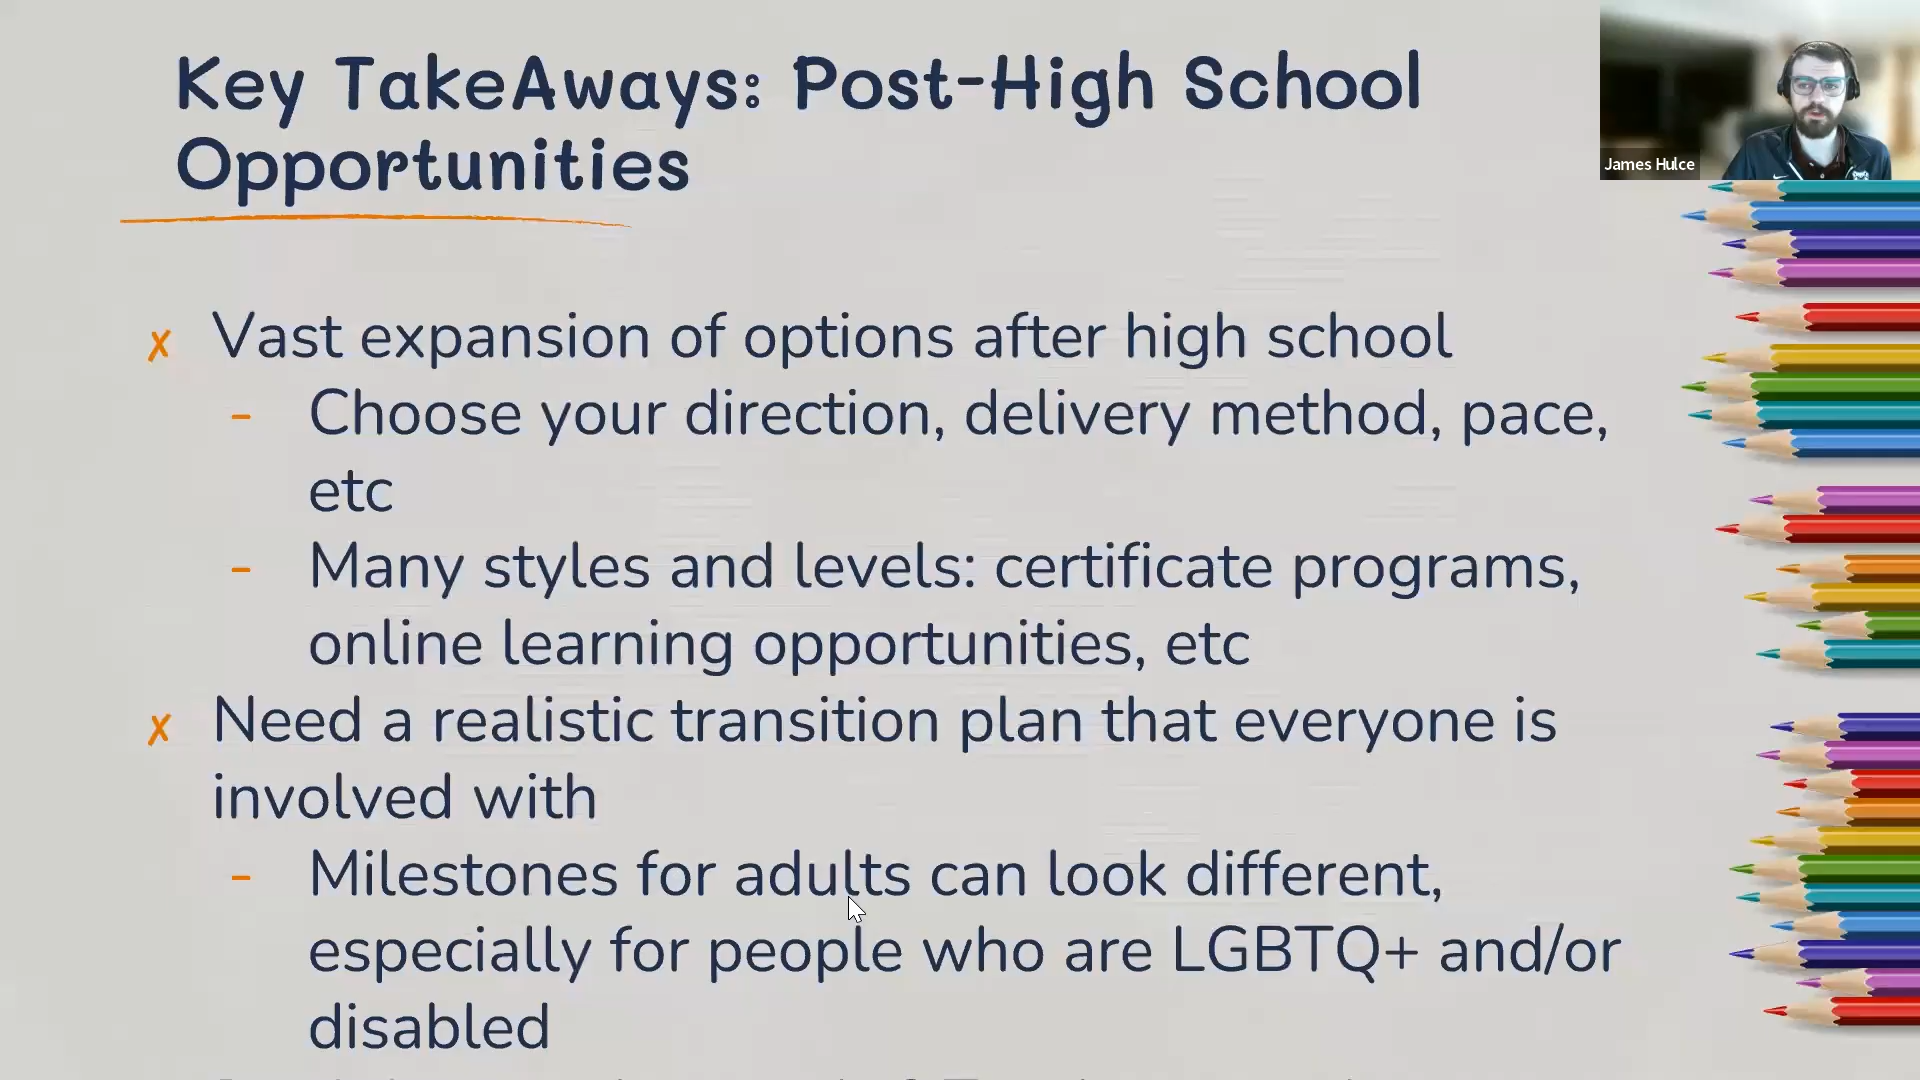 Key TakeAways: Post-High School
Opportunities
James Hulce
✗ Vast expansion of options after high school
- Choose your direction, delivery method, pace,
etc
- Many styles and levels: certificate programs,
online learning opportunities, etc
✗ Need a realistic transition plan that everyone is
involved with
- Milestones for adults can look different,
especially for people who are LGBTQ+ and/or
disabled